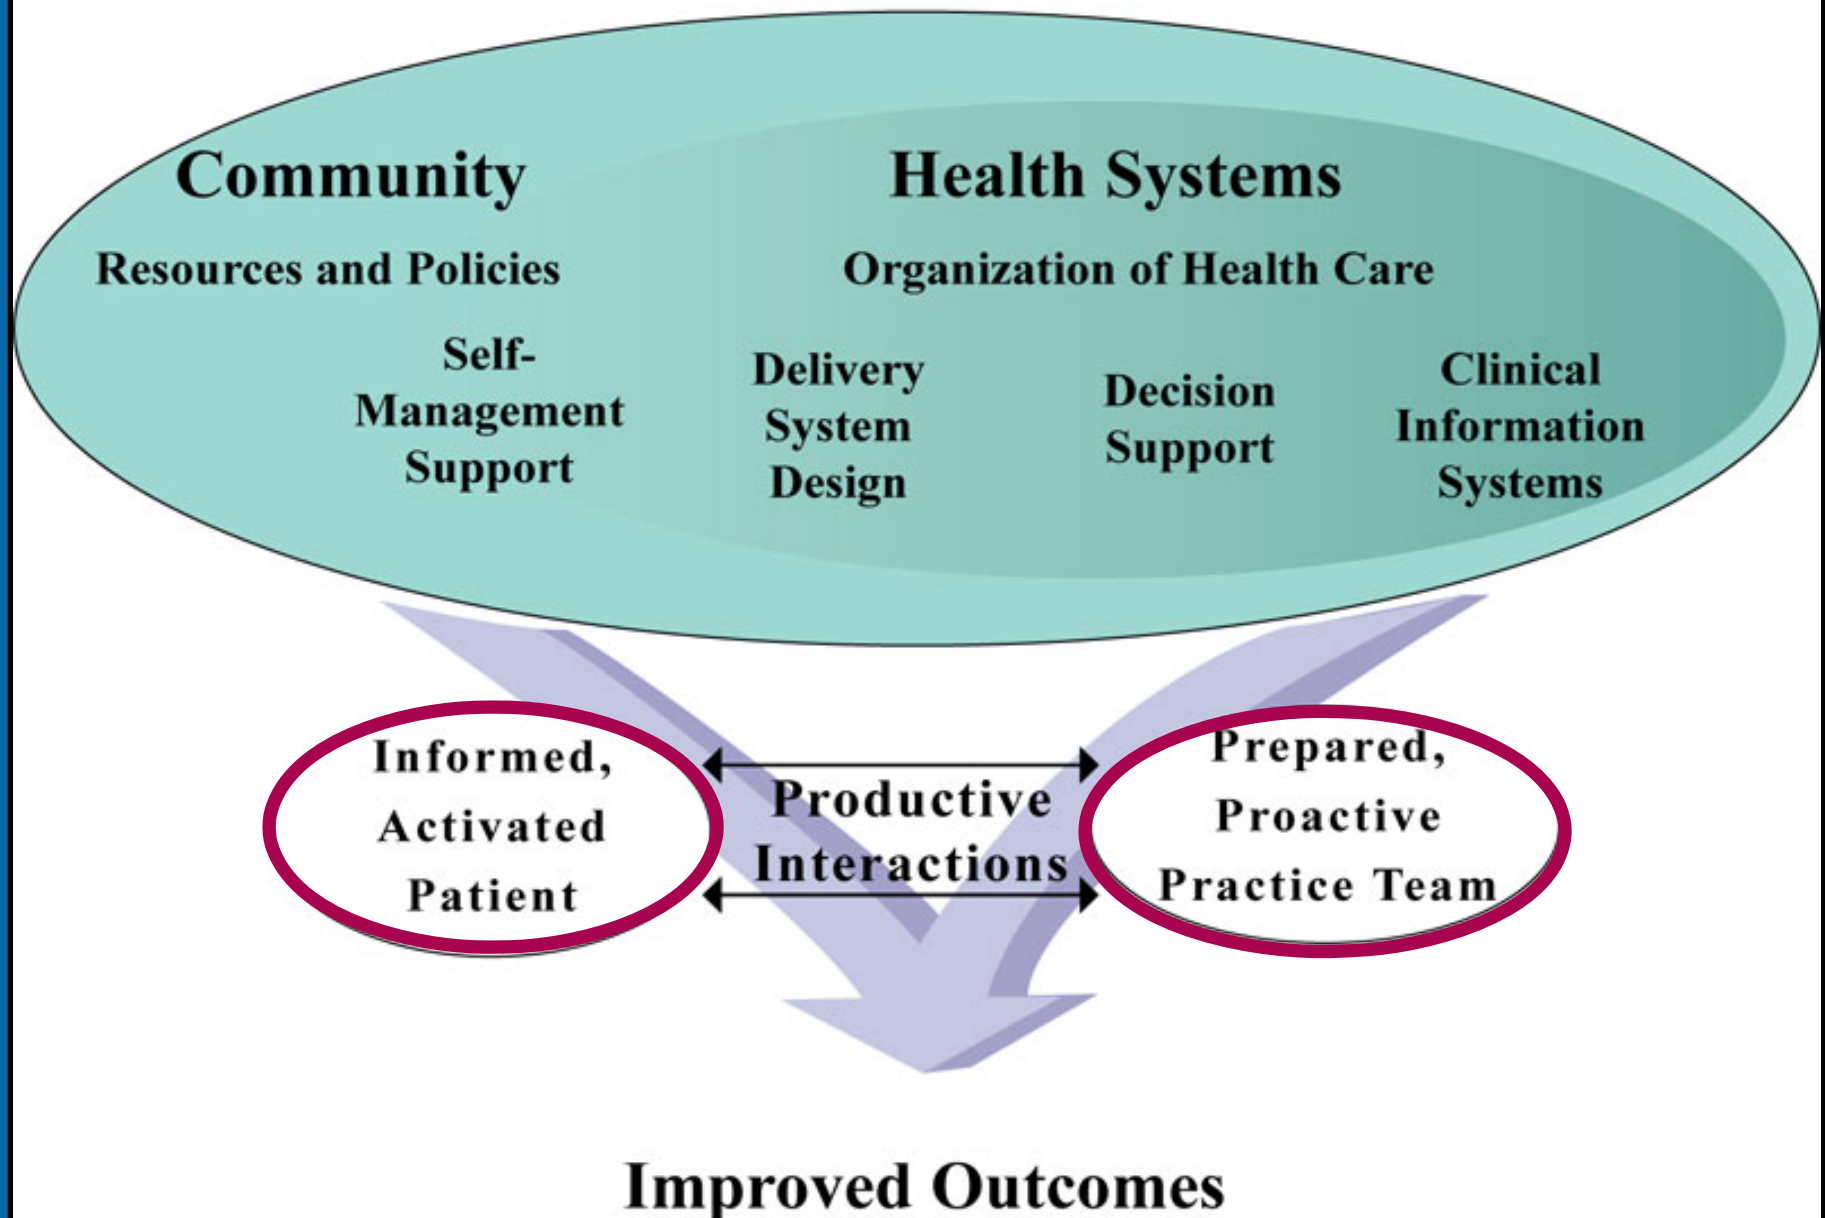 Community
Health Systems
Resources and Policies
Organization of Health Care
Self-
Management
Support
Delivery
System
Design
Decision
Support
Clinical
Information
Systems
Informed,
Activated
Patient
Productive
Interactions
Prepared,
Proactive
Practice Team
Improved Outcomes